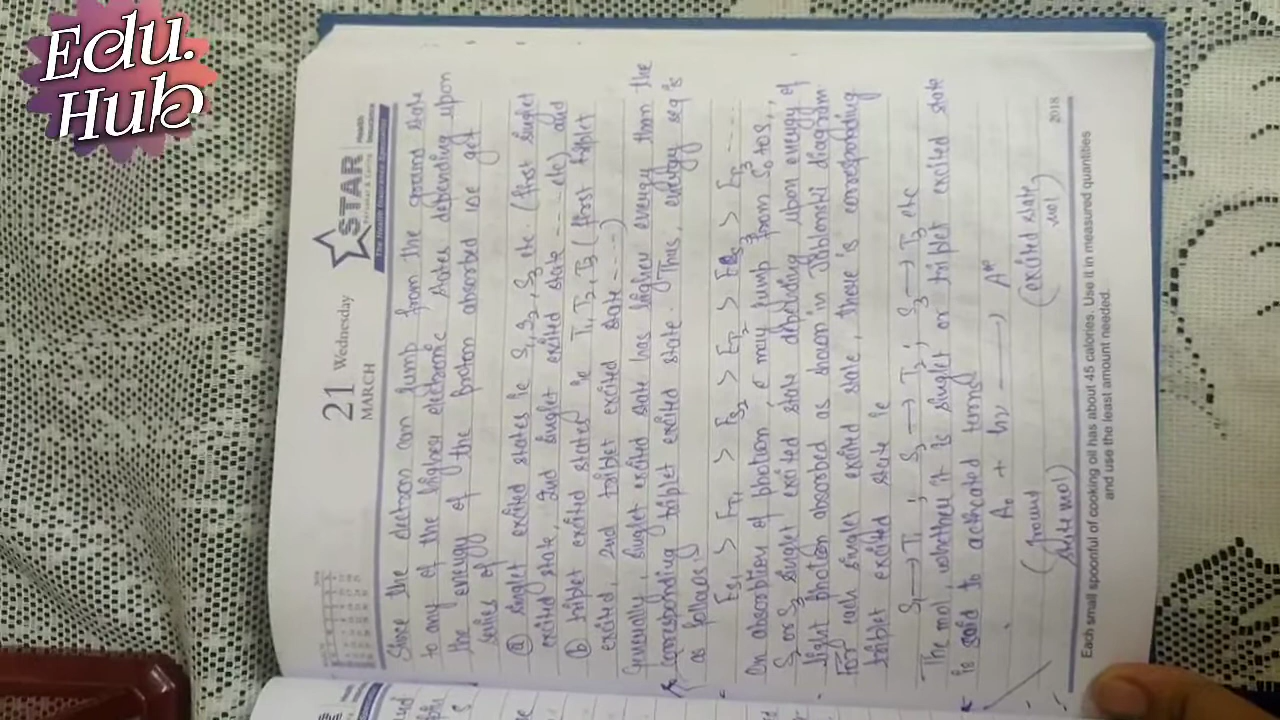 Edu.
Hub
21 Wednesday
MARCH
STAR Health
Personal & Caring Insurance
The Health Insurance Specialist
Since the electron can jump from the ground state
to any of the higher electronic states depending upon
the energy of the photon absorbed we get
series of
(a) singlet excited states ie S1, S2, S3 etc. (first singlet
excited state, 2nd singlet excited state ---- etc) and
(b) triplet excited states ie T1, T2, T3 (first triplet
excited, 2nd triplet excited state ----)
Generally, singlet excited state has higher energy than the
corresponding triplet excited state. Thus, energy seqn is
as follows:
ES1 > ET1 > ES2 > ET2 > ES3 > ET3 ----
On absorption of photon, e may jump from S0 to S1,
S2 or S3 singlet excited state depending upon energy of
light photon absorbed as shown in Jablonski diagram
For each singlet excited state, there is corresponding
triplet excited state ie
S1 → T1 ; S2 → T2 ; S3 → T3 etc
The mol, whether it is singlet or triplet excited state
is said to activated
A0 + hν → A*
(ground (excited state
state mol) mol)
2018
Each small spoonful of cooking oil has about 45 calories. Use it in measured quantities
and use the least amount needed.